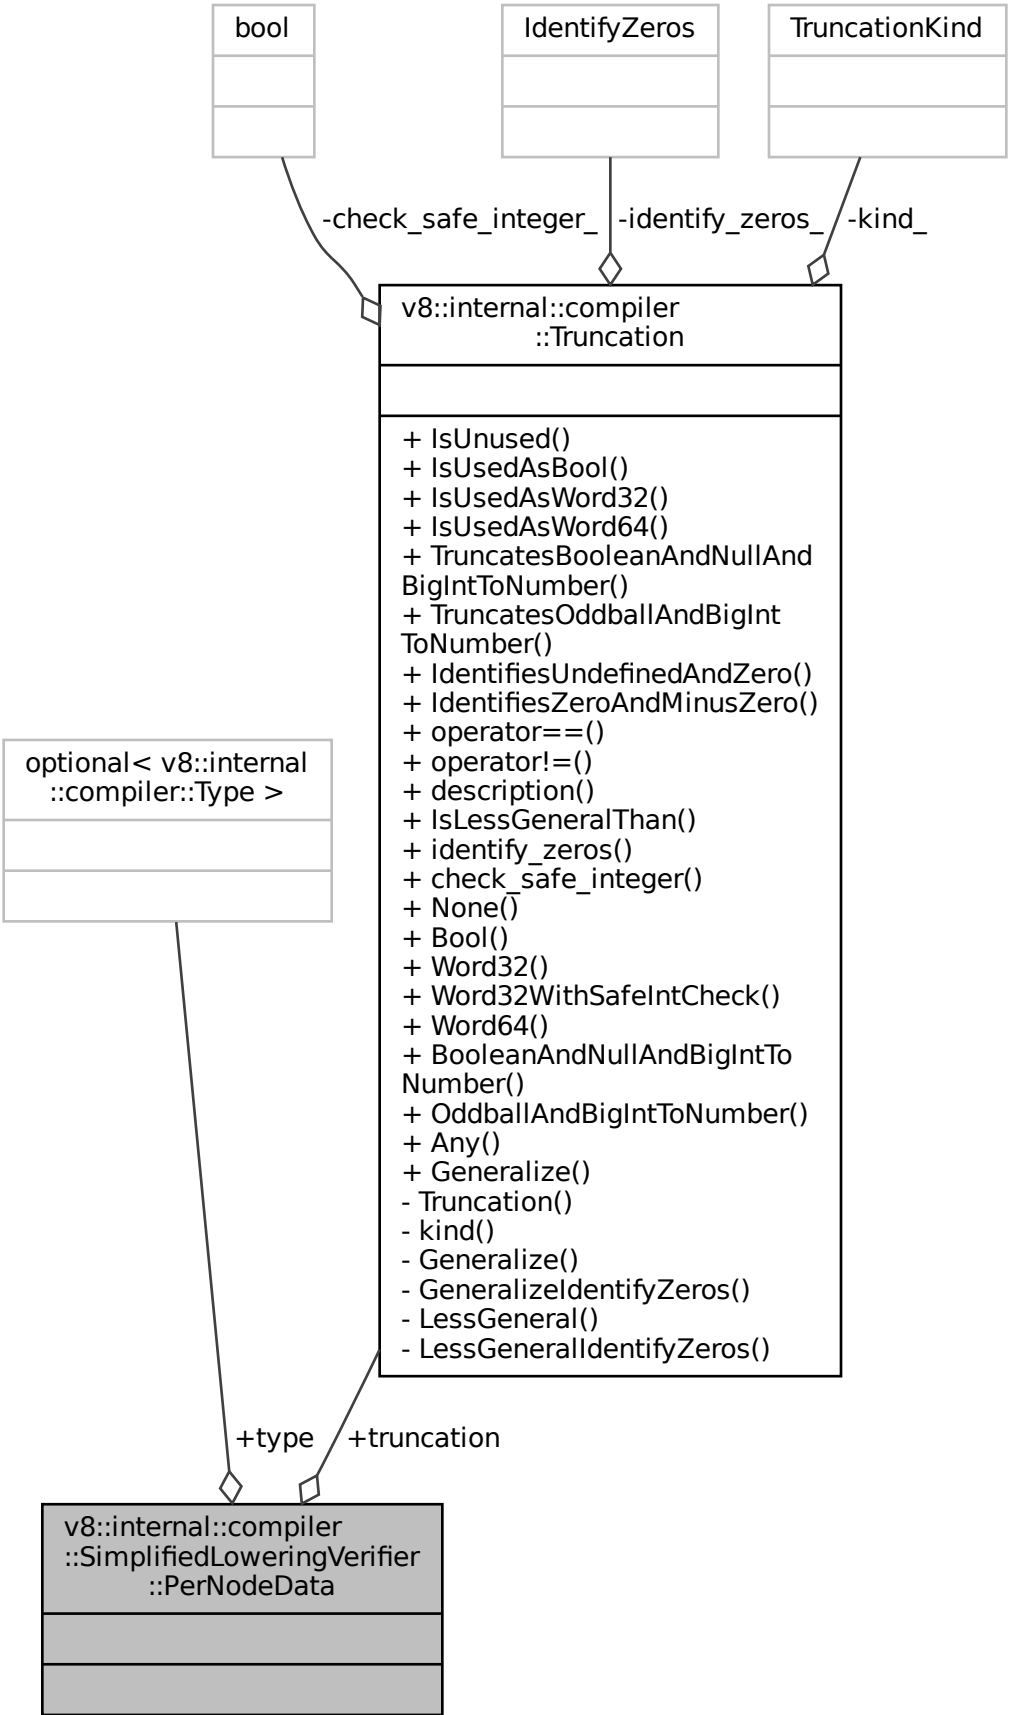 bool
IdentifyZeros
TruncationKind
-check_safe_integer_
-identify_zeros_
-kind_
v8::internal::compiler
::Truncation
+ IsUnused()
+ IsUsedAsBool()
+ IsUsedAsWord32()
+ IsUsedAsWord64()
+ TruncatesBooleanAndNullAnd
BigIntToNumber()
+ TruncatesOddballAndBigInt
ToNumber()
+ IdentifiesUndefinedAndZero()
+ IdentifiesZeroAndMinusZero()
+ operator==()
+ operator!=()
+ description()
+ IsLessGeneralThan()
+ identify_zeros()
+ check_safe_integer()
+ None()
+ Bool()
+ Word32()
+ Word32WithSafeIntCheck()
+ Word64()
+ BooleanAndNullAndBigIntTo
Number()
+ OddballAndBigIntToNumber()
+ Any()
+ Generalize()
- Truncation()
- kind()
- Generalize()
- GeneralizeIdentifyZeros()
- LessGeneral()
- LessGeneralIdentifyZeros()
optional< v8::internal
::compiler::Type >
+type
+truncation
v8::internal::compiler
::SimplifiedLoweringVerifier
::PerNodeData